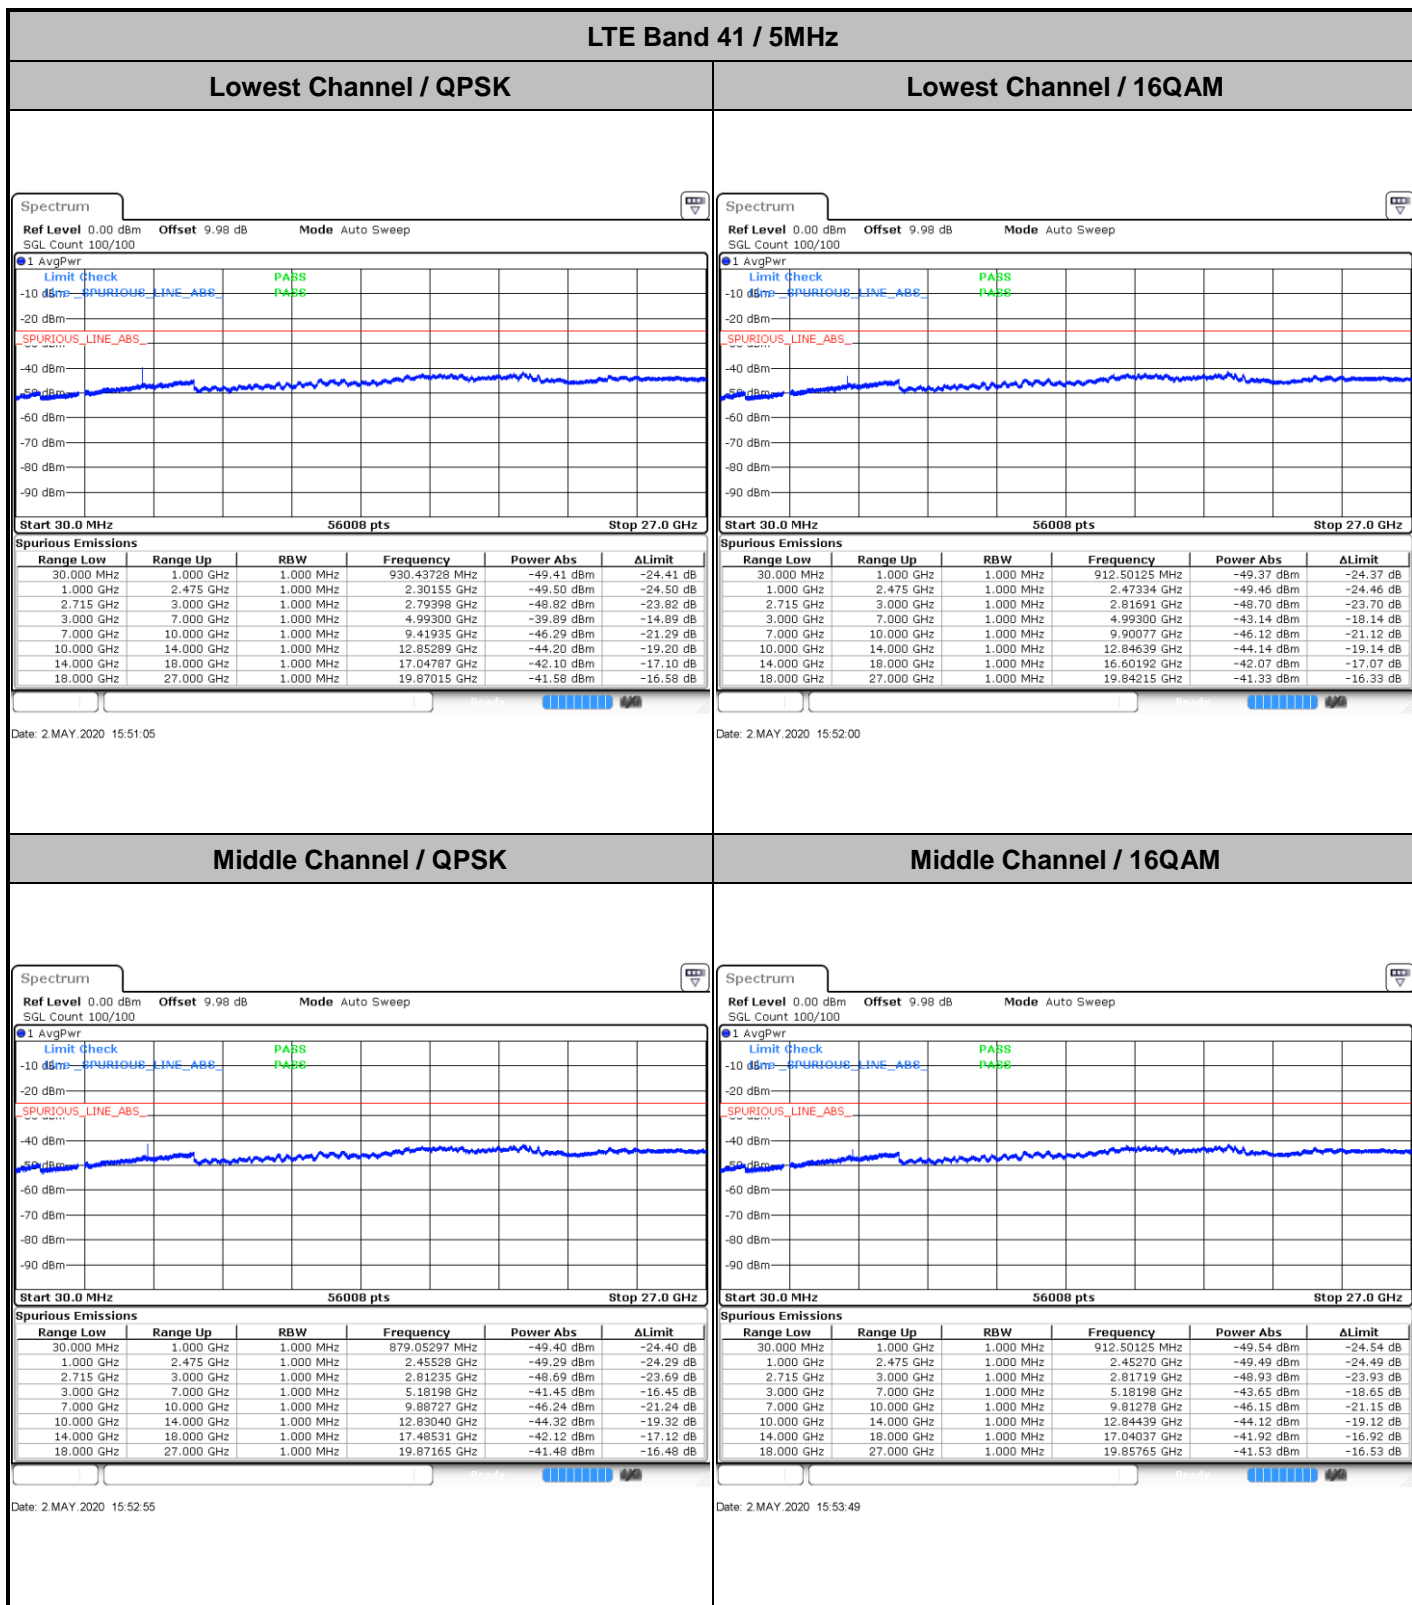 LTE Band 41 / 5MHz
Lowest Channel / QPSK
Lowest Channel / 16QAM
Spectrum
Ref Level 0.00 dBm Offset 9.98 dB Mode Auto Sweep
SGL Count 100/100
1 AvgPwr
Limit Check PASS
Line _SPURIOUS_LINE_ABS_ PASS
-10 dBm
-20 dBm
_SPURIOUS_LINE_ABS_
-30 dBm
-40 dBm
-50 dBm
-60 dBm
-70 dBm
-80 dBm
-90 dBm
Start 30.0 MHz 56008 pts Stop 27.0 GHz
Spurious Emissions
Range Low Range Up RBW Frequency Power Abs ΔLimit
30.000 MHz 1.000 GHz 1.000 MHz 930.43728 MHz -49.41 dBm -24.41 dB
1.000 GHz 2.475 GHz 1.000 MHz 2.30155 GHz -49.50 dBm -24.50 dB
2.715 GHz 3.000 GHz 1.000 MHz 2.79398 GHz -48.82 dBm -23.82 dB
3.000 GHz 7.000 GHz 1.000 MHz 4.99300 GHz -39.89 dBm -14.89 dB
7.000 GHz 10.000 GHz 1.000 MHz 9.41935 GHz -46.29 dBm -21.29 dB
10.000 GHz 14.000 GHz 1.000 MHz 12.85289 GHz -44.20 dBm -19.20 dB
14.000 GHz 18.000 GHz 1.000 MHz 17.04787 GHz -42.10 dBm -17.10 dB
18.000 GHz 27.000 GHz 1.000 MHz 19.87015 GHz -41.58 dBm -16.58 dB
Ready
Date: 2.MAY.2020 15:51:05
Spectrum
Ref Level 0.00 dBm Offset 9.98 dB Mode Auto Sweep
SGL Count 100/100
1 AvgPwr
Limit Check PASS
Line _SPURIOUS_LINE_ABS_ PASS
-10 dBm
-20 dBm
_SPURIOUS_LINE_ABS_
-30 dBm
-40 dBm
-50 dBm
-60 dBm
-70 dBm
-80 dBm
-90 dBm
Start 30.0 MHz 56008 pts Stop 27.0 GHz
Spurious Emissions
Range Low Range Up RBW Frequency Power Abs ΔLimit
30.000 MHz 1.000 GHz 1.000 MHz 912.50125 MHz -49.37 dBm -24.37 dB
1.000 GHz 2.475 GHz 1.000 MHz 2.47334 GHz -49.46 dBm -24.46 dB
2.715 GHz 3.000 GHz 1.000 MHz 2.81691 GHz -48.70 dBm -23.70 dB
3.000 GHz 7.000 GHz 1.000 MHz 4.99300 GHz -43.14 dBm -18.14 dB
7.000 GHz 10.000 GHz 1.000 MHz 9.90077 GHz -46.12 dBm -21.12 dB
10.000 GHz 14.000 GHz 1.000 MHz 12.84639 GHz -44.14 dBm -19.14 dB
14.000 GHz 18.000 GHz 1.000 MHz 16.60192 GHz -42.07 dBm -17.07 dB
18.000 GHz 27.000 GHz 1.000 MHz 19.84215 GHz -41.33 dBm -16.33 dB
Ready
Date: 2.MAY.2020 15:52:00
Middle Channel / QPSK
Middle Channel / 16QAM
Spectrum
Ref Level 0.00 dBm Offset 9.98 dB Mode Auto Sweep
SGL Count 100/100
1 AvgPwr
Limit Check PASS
Line _SPURIOUS_LINE_ABS_ PASS
-10 dBm
-20 dBm
_SPURIOUS_LINE_ABS_
-30 dBm
-40 dBm
-50 dBm
-60 dBm
-70 dBm
-80 dBm
-90 dBm
Start 30.0 MHz 56008 pts Stop 27.0 GHz
Spurious Emissions
Range Low Range Up RBW Frequency Power Abs ΔLimit
30.000 MHz 1.000 GHz 1.000 MHz 879.05297 MHz -49.40 dBm -24.40 dB
1.000 GHz 2.475 GHz 1.000 MHz 2.45528 GHz -49.29 dBm -24.29 dB
2.715 GHz 3.000 GHz 1.000 MHz 2.81235 GHz -48.69 dBm -23.69 dB
3.000 GHz 7.000 GHz 1.000 MHz 5.18198 GHz -41.45 dBm -16.45 dB
7.000 GHz 10.000 GHz 1.000 MHz 9.88727 GHz -46.24 dBm -21.24 dB
10.000 GHz 14.000 GHz 1.000 MHz 12.83040 GHz -44.32 dBm -19.32 dB
14.000 GHz 18.000 GHz 1.000 MHz 17.48531 GHz -42.12 dBm -17.12 dB
18.000 GHz 27.000 GHz 1.000 MHz 19.87165 GHz -41.48 dBm -16.48 dB
Ready
Date: 2.MAY.2020 15:52:55
Spectrum
Ref Level 0.00 dBm Offset 9.98 dB Mode Auto Sweep
SGL Count 100/100
1 AvgPwr
Limit Check PASS
Line _SPURIOUS_LINE_ABS_ PASS
-10 dBm
-20 dBm
_SPURIOUS_LINE_ABS_
-30 dBm
-40 dBm
-50 dBm
-60 dBm
-70 dBm
-80 dBm
-90 dBm
Start 30.0 MHz 56008 pts Stop 27.0 GHz
Spurious Emissions
Range Low Range Up RBW Frequency Power Abs ΔLimit
30.000 MHz 1.000 GHz 1.000 MHz 912.50125 MHz -49.54 dBm -24.54 dB
1.000 GHz 2.475 GHz 1.000 MHz 2.45270 GHz -49.49 dBm -24.49 dB
2.715 GHz 3.000 GHz 1.000 MHz 2.81719 GHz -48.93 dBm -23.93 dB
3.000 GHz 7.000 GHz 1.000 MHz 5.18198 GHz -43.65 dBm -18.65 dB
7.000 GHz 10.000 GHz 1.000 MHz 9.81278 GHz -46.15 dBm -21.15 dB
10.000 GHz 14.000 GHz 1.000 MHz 12.84439 GHz -44.12 dBm -19.12 dB
14.000 GHz 18.000 GHz 1.000 MHz 17.04037 GHz -41.92 dBm -16.92 dB
18.000 GHz 27.000 GHz 1.000 MHz 19.85765 GHz -41.53 dBm -16.53 dB
Ready
Date: 2.MAY.2020 15:53:49